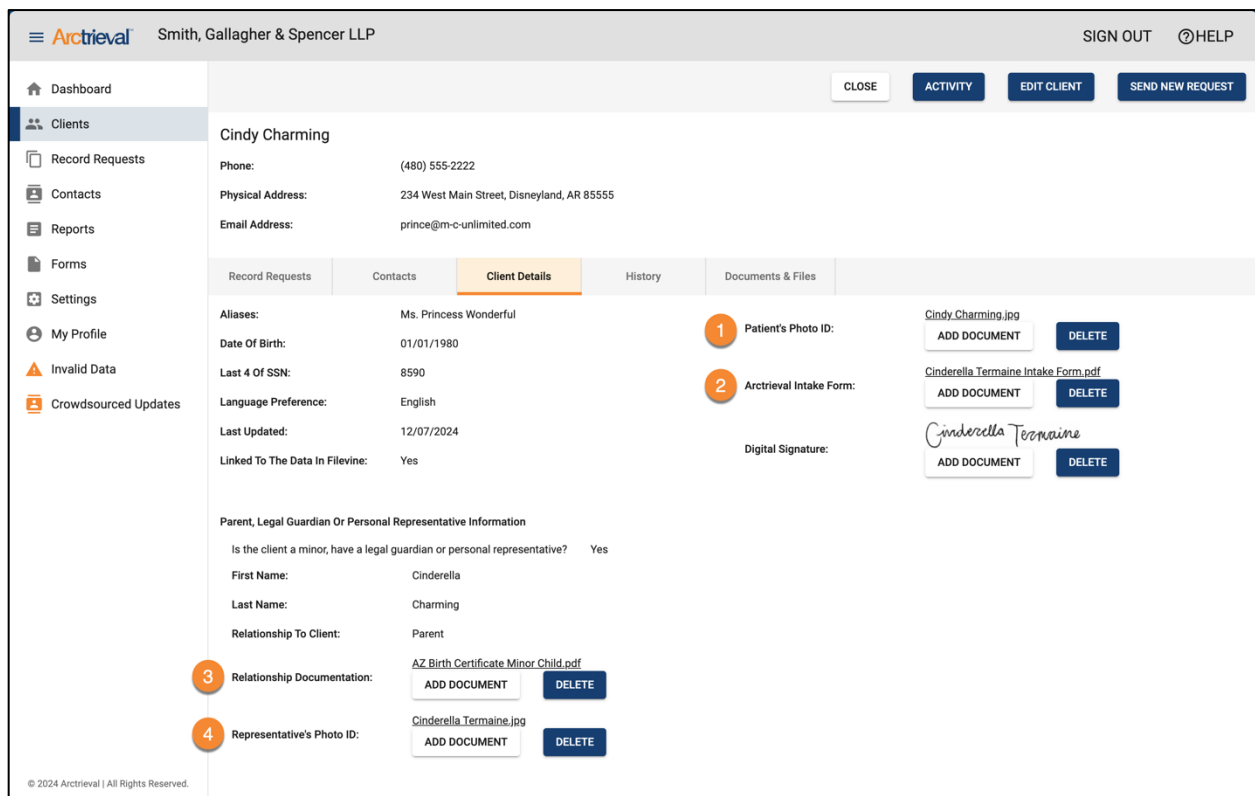 Arctrieval™ Smith, Gallagher & Spencer LLP SIGN OUT HELP
Dashboard
Clients
Record Requests
Contacts
Reports
Forms
Settings
My Profile
Invalid Data
Crowdsourced Updates
© 2024 Arctrieval | All Rights Reserved.
CLOSE ACTIVITY EDIT CLIENT SEND NEW REQUEST
Cindy Charming
Phone: (480) 555-2222
Physical Address: 234 West Main Street, Disneyland, AR 85555
Email Address: prince@m-c-unlimited.com
Record Requests Contacts Client Details History Documents & Files
Aliases: Ms. Princess Wonderful
Date Of Birth: 01/01/1980
Last 4 Of SSN: 8590
Language Preference: English
Last Updated: 12/07/2024
Linked To The Data In Filevine: Yes
1 Patient's Photo ID: Cindy Charming.jpg
ADD DOCUMENT DELETE
2 Arctrieval Intake Form: Cinderella Termaine Intake Form.pdf
ADD DOCUMENT DELETE
Digital Signature: Cinderella Termaine
ADD DOCUMENT DELETE
Parent, Legal Guardian Or Personal Representative Information
Is the client a minor, have a legal guardian or personal representative? Yes
First Name: Cinderella
Last Name: Charming
Relationship To Client: Parent
3 Relationship Documentation: AZ Birth Certificate Minor Child.pdf
ADD DOCUMENT DELETE
4 Representative's Photo ID: Cinderella Termaine.jpg
ADD DOCUMENT DELETE